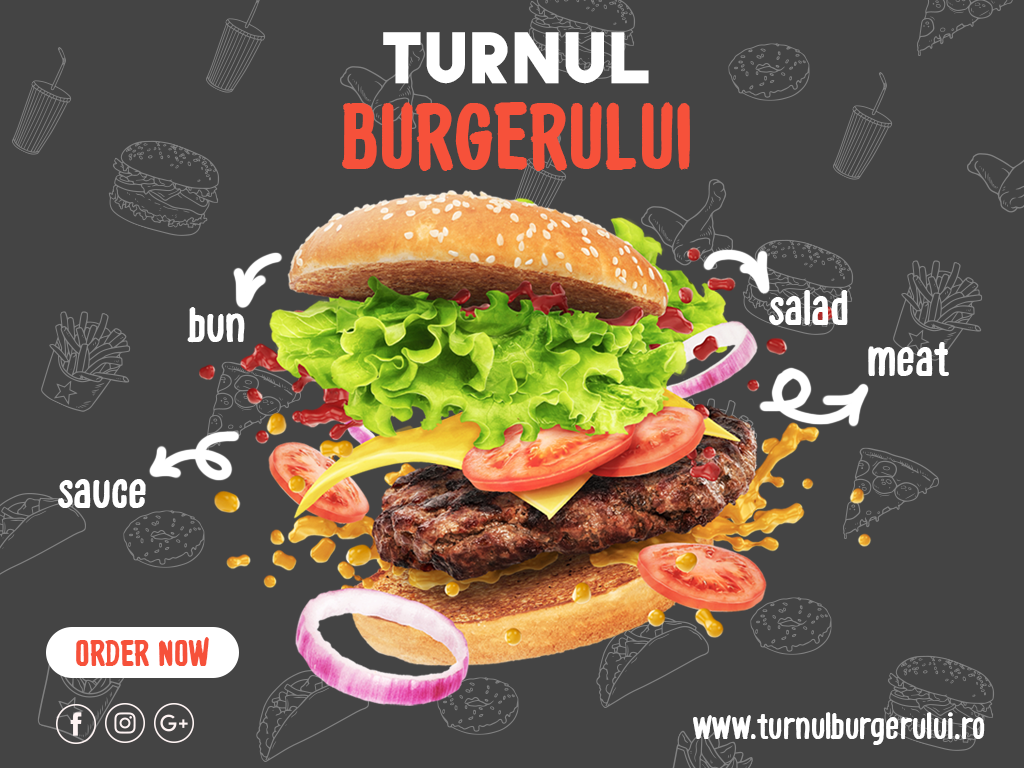 TURNUL
BURGERULUI
bun
salad
meat
sauce
ORDER NOW
f G+
www.turnulburgerului.ro